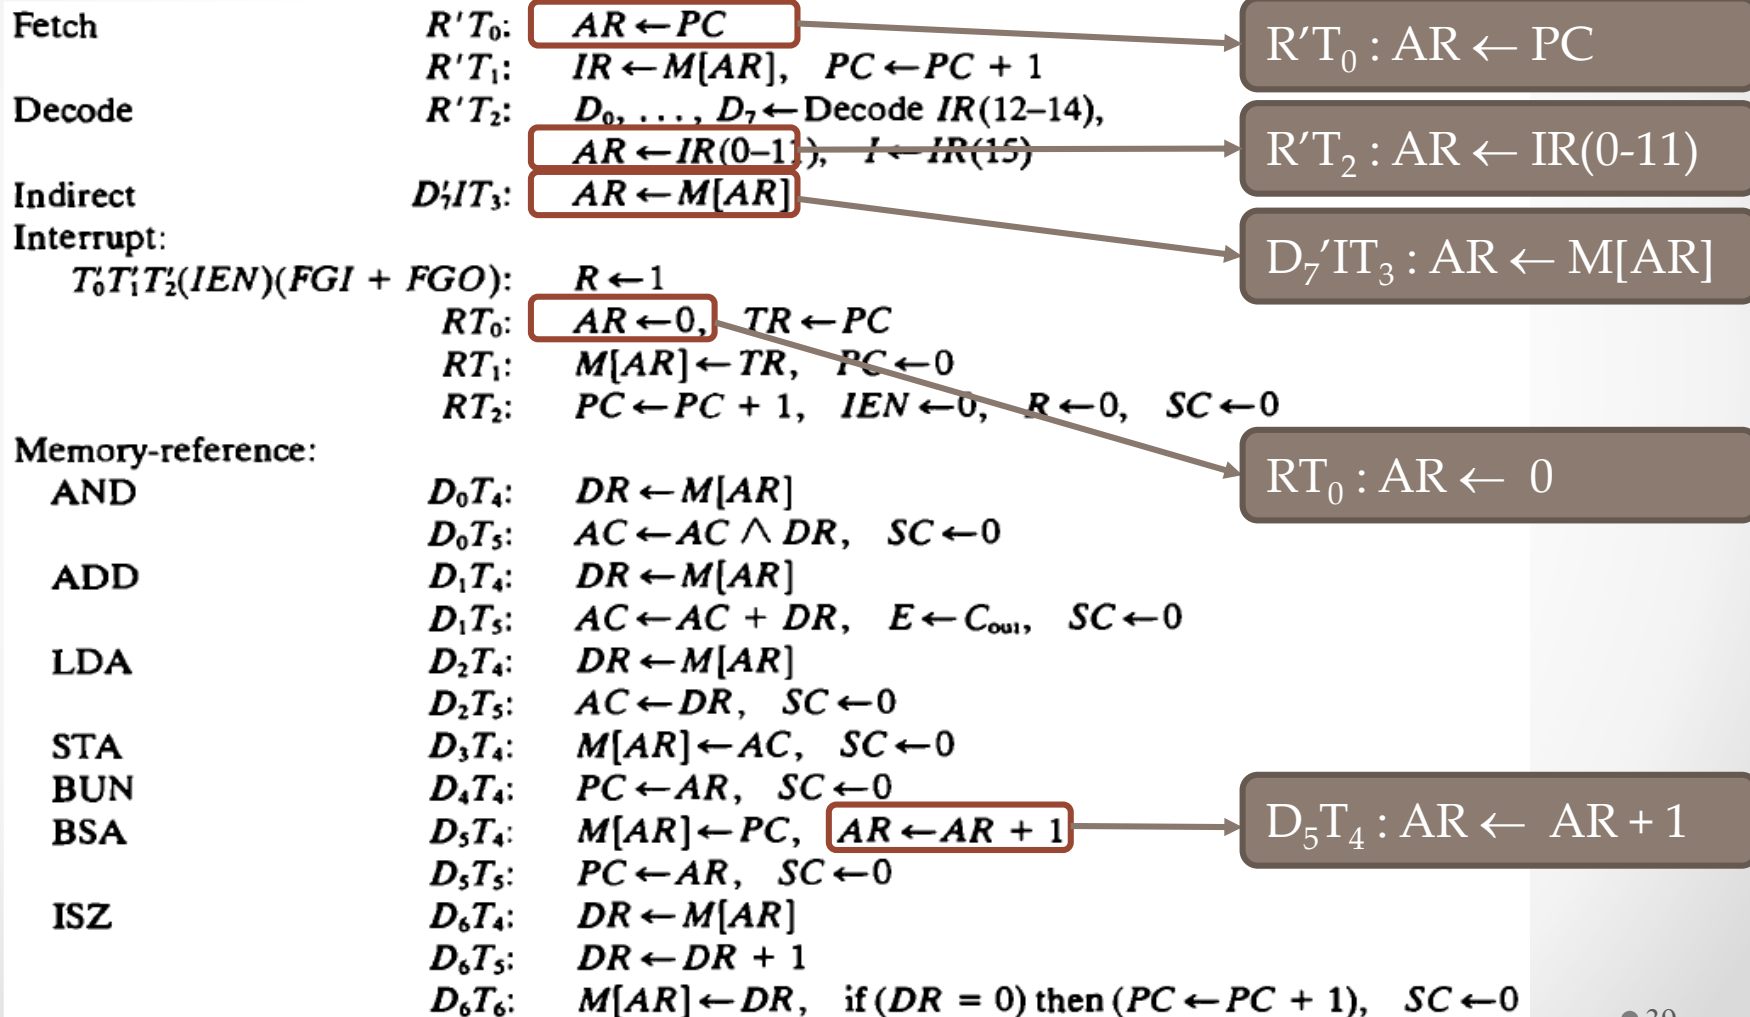 Fetch R'T₀: AR ← PC
R'T₁: IR ← M[AR], PC ← PC + 1
Decode R'T₂: D₀, . . . , D₇ ← Decode IR(12–14),
AR ← IR(0–11), I ← IR(15)
Indirect D₇'IT₃: AR ← M[AR]
Interrupt:
T₀'T₁'T₂'(IEN)(FGI + FGO): R ← 1
RT₀: AR ← 0, TR ← PC
RT₁: M[AR] ← TR, PC ← 0
RT₂: PC ← PC + 1, IEN ← 0, R ← 0, SC ← 0
Memory-reference:
AND D₀T₄: DR ← M[AR]
D₀T₅: AC ← AC ∧ DR, SC ← 0
ADD D₁T₄: DR ← M[AR]
D₁T₅: AC ← AC + DR, E ← Cout, SC ← 0
LDA D₂T₄: DR ← M[AR]
D₂T₅: AC ← DR, SC ← 0
STA D₃T₄: M[AR] ← AC, SC ← 0
BUN D₄T₄: PC ← AR, SC ← 0
BSA D₅T₄: M[AR] ← PC, AR ← AR + 1
D₅T₅: PC ← AR, SC ← 0
ISZ D₆T₄: DR ← M[AR]
D₆T₅: DR ← DR + 1
D₆T₆: M[AR] ← DR, if (DR = 0) then (PC ← PC + 1), SC ← 0
R'T₀ : AR ← PC
R'T₂ : AR ← IR(0-11)
D₇'IT₃ : AR ← M[AR]
RT₀ : AR ← 0
D₅T₄ : AR ← AR + 1